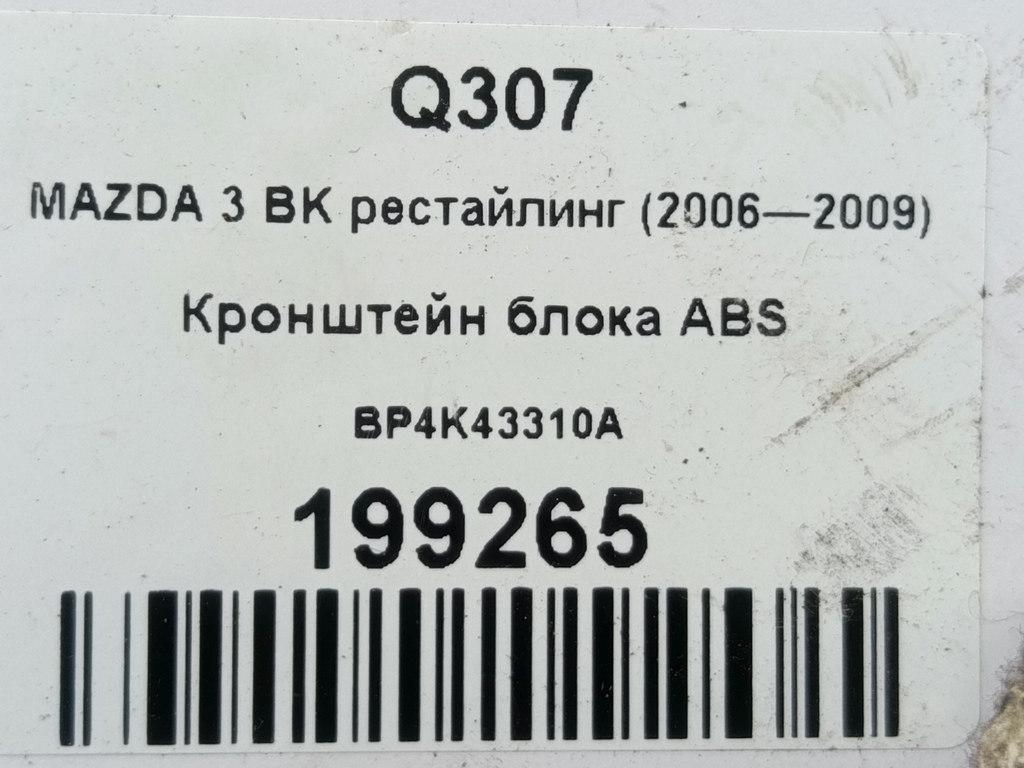 Q307
MAZDA 3 BK рестайлинг (2006—2009)
Кронштейн блока ABS
BP4K43310A
199265